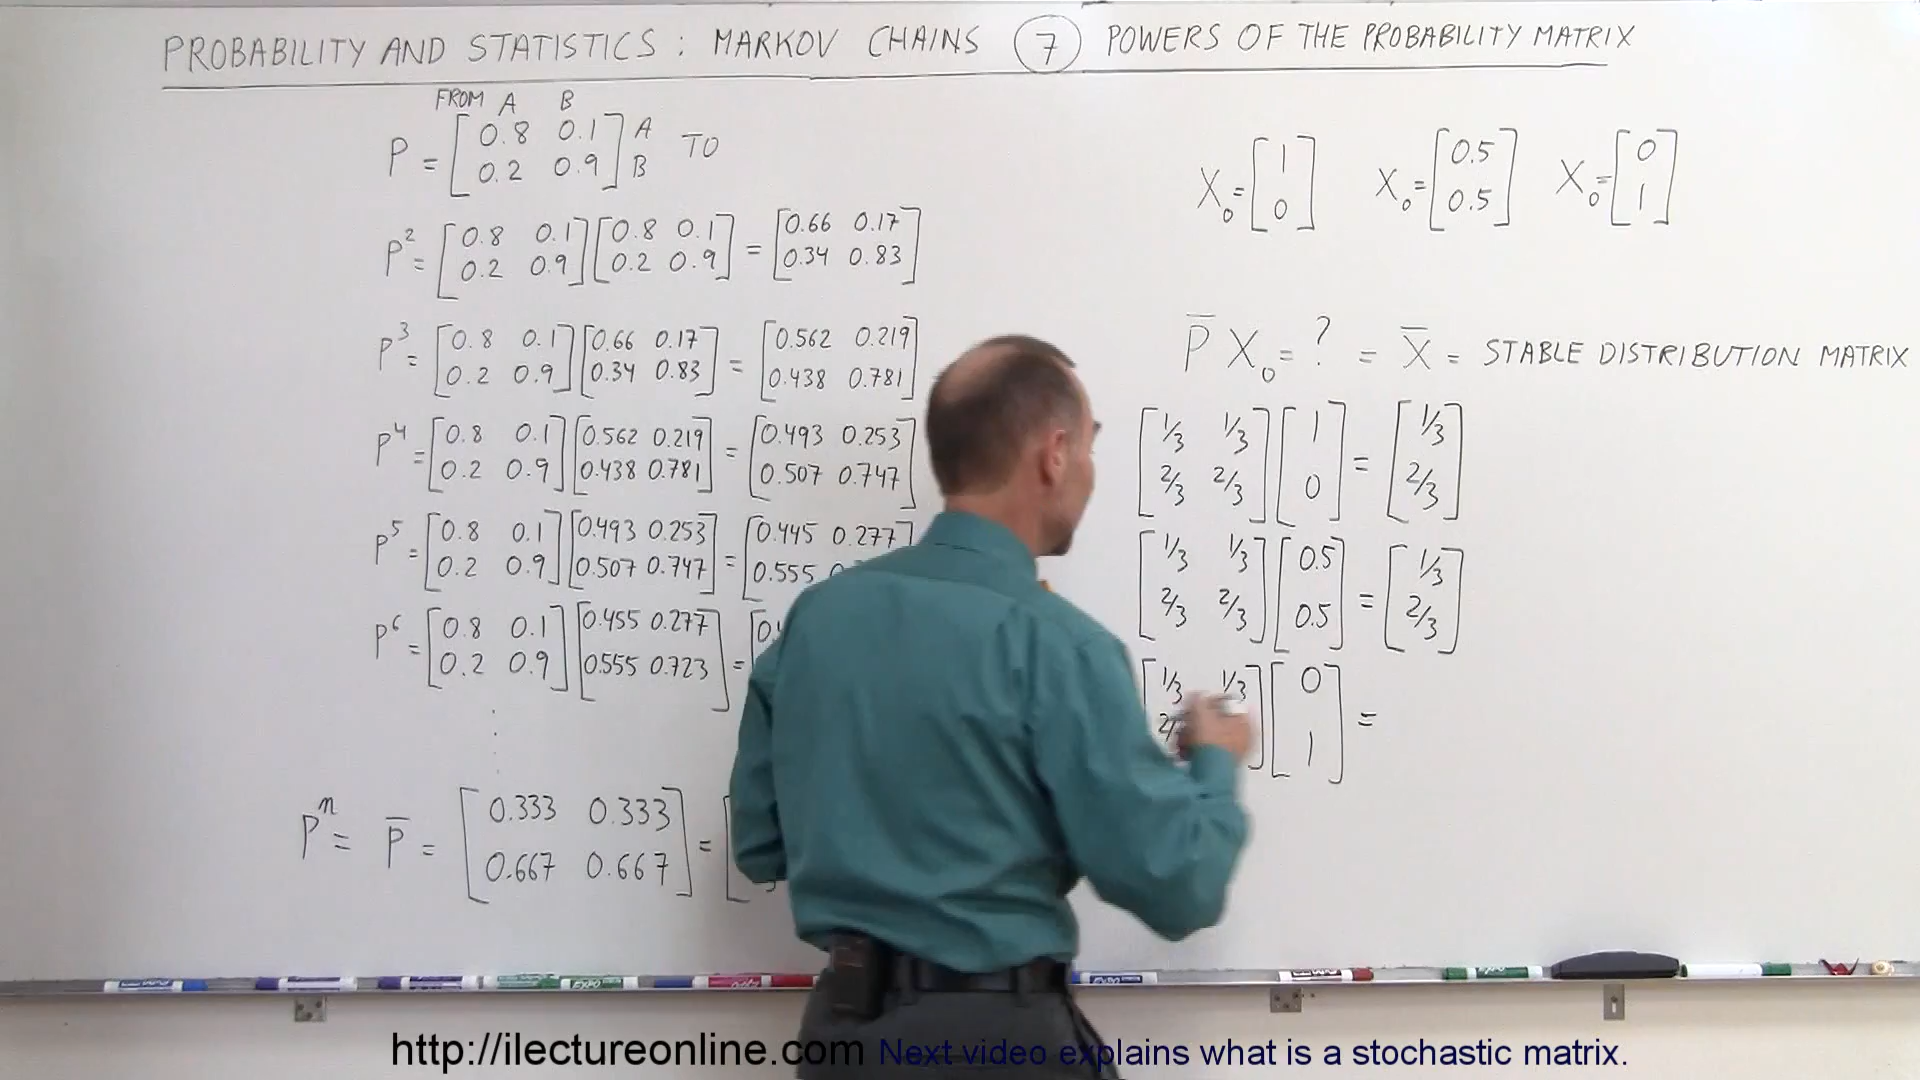 PROBABILITY AND STATISTICS : MARKOV CHAINS 7 POWERS OF THE PROBABILITY MATRIX
FROM A B
P = [0.8 0.1] A TO
[0.2 0.9] B
P² = [0.8 0.1] [0.8 0.1] = [0.66 0.17]
[0.2 0.9] [0.2 0.9] [0.34 0.83]
P³ = [0.8 0.1] [0.66 0.17] = [0.562 0.219]
[0.2 0.9] [0.34 0.83] [0.438 0.781]
P⁴ = [0.8 0.1] [0.562 0.219] = [0.493 0.253]
[0.2 0.9] [0.438 0.781] [0.507 0.747]
P⁵ = [0.8 0.1] [0.493 0.253] = [0.445 0.277]
[0.2 0.9] [0.507 0.747] [0.555
P⁶ = [0.8 0.1] [0.455 0.277] =
[0.2 0.9] [0.555 0.723]
Pⁿ = P̅ = [0.333 0.333] =
[0.667 0.667]
X₀ = [1] X₀ = [0.5] X₀ = [0]
[0] [0.5] [1]
P̅ X₀ = ? = X̅ = STABLE DISTRIBUTION MATRIX
[1/3 1/3] [1] = [1/3]
[2/3 2/3] [0] [2/3]
[1/3 1/3] [0.5] = [1/3]
[2/3 2/3] [0.5] [2/3]
[1/3 1/3] [0] =
[1]
http://ilectureonline.com Next video explains what is a stochastic matrix.